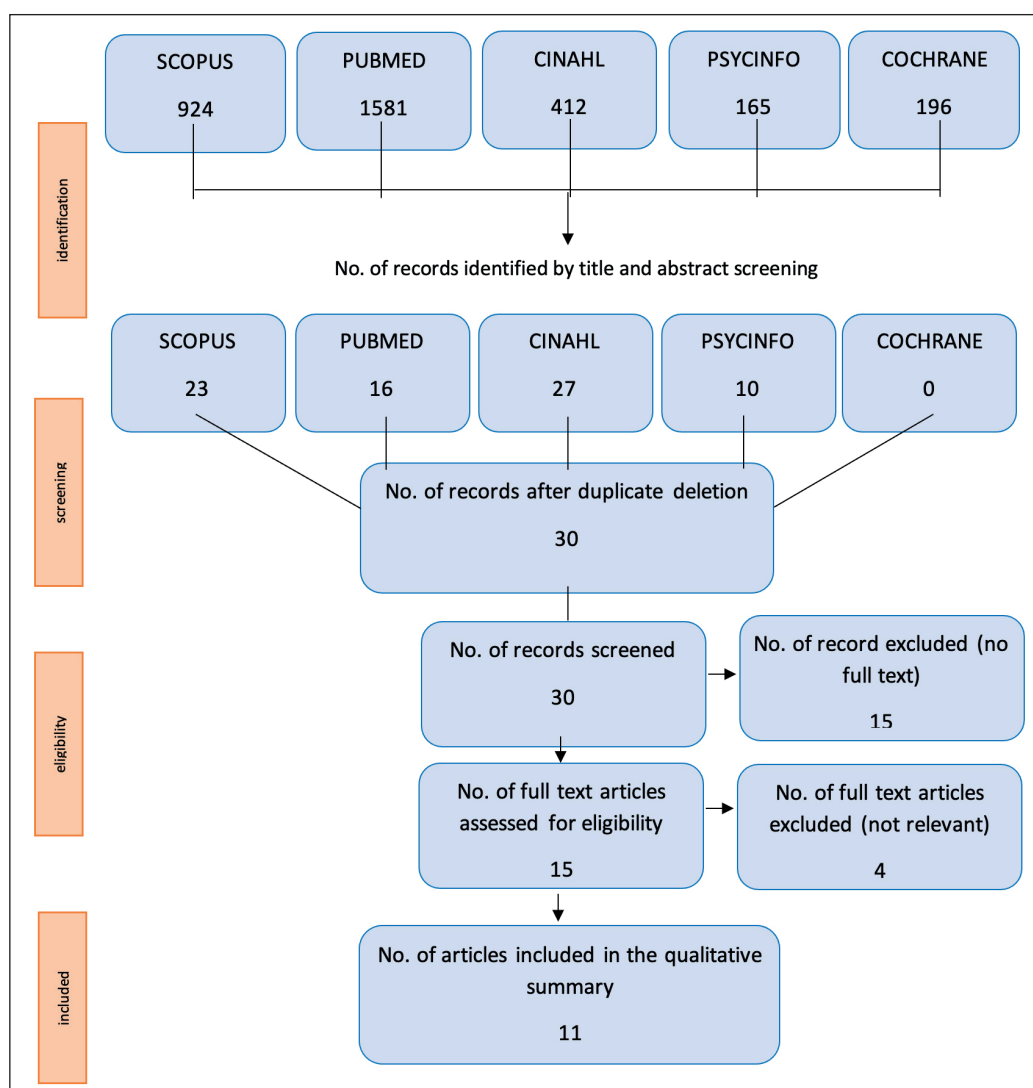 SCOPUS
924
PUBMED
1581
CINAHL
412
PSYCINFO
165
COCHRANE
196
identification
No. of records identified by title and abstract screening
SCOPUS
23
PUBMED
16
CINAHL
27
PSYCINFO
10
COCHRANE
0
screening
No. of records after duplicate deletion
30
eligibility
No. of records screened
30
No. of record excluded (no
full text)
15
No. of full text articles
assessed for eligibility
15
No. of full text articles
excluded (not relevant)
4
included
No. of articles included in the qualitative
summary
11